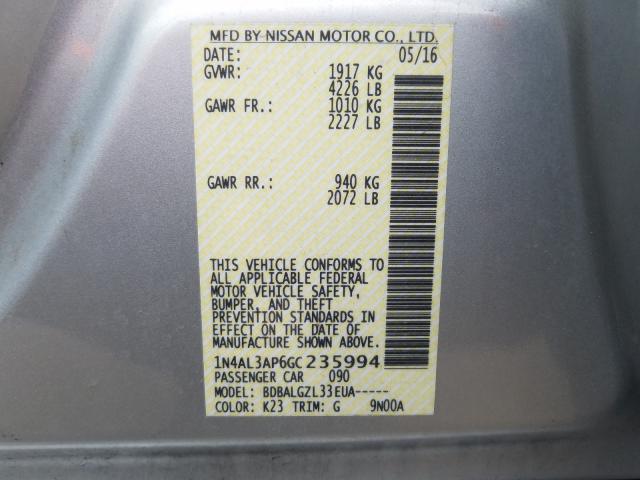 MFD BY NISSAN MOTOR CO., LTD.
DATE: 05/16
GVWR: 1917 KG
4226 LB
GAWR FR.: 1010 KG
2227 LB
GAWR RR.: 940 KG
2072 LB
THIS VEHICLE CONFORMS TO
ALL APPLICABLE FEDERAL
MOTOR VEHICLE SAFETY,
BUMPER, AND THEFT
PREVENTION STANDARDS IN
EFFECT ON THE DATE OF
MANUFACTURE SHOWN ABOVE.
1N4AL3AP6GC235994
PASSENGER CAR 090
MODEL: BDBALGZL33EUA-----
COLOR: K23 TRIM: G 9N00A